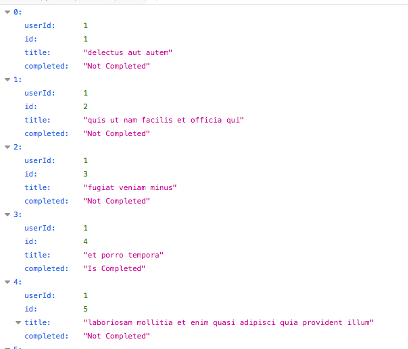 0:
userId: 1
id: 1
title: "delectus aut autem"
completed: "Not Completed"
1:
userId: 1
id: 2
title: "quis ut nam facilis et officia qui"
completed: "Not Completed"
2:
userId: 1
id: 3
title: "fugiat veniam minus"
completed: "Not Completed"
3:
userId: 1
id: 4
title: "et porro tempora"
completed: "Is Completed"
4:
userId: 1
id: 5
title: "laboriosam mollitia et enim quasi adipisci quia provident illum"
completed: "Not Completed"